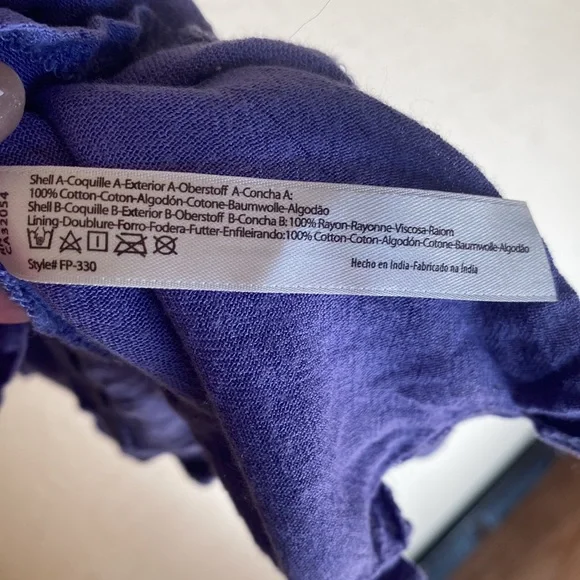 Shell A-Coquille A-Exterior A-Oberstoff A-Concha A:
100% Cotton-Coton-Algodón-Cotone-Baumwolle-Algodão
Shell B-Coquille B-Exterior B-Oberstoff B-Concha B: 100% Rayon-Rayonne-Viscosa-Raiom
Lining-Doublure-Forro-Fodera-Futter-Enfileirando:100% Cotton-Coton-Algodón-Cotone-Baumwolle-Algodão
Style# FP-330
Hecho en India-Fabricado na Índia
CA32054